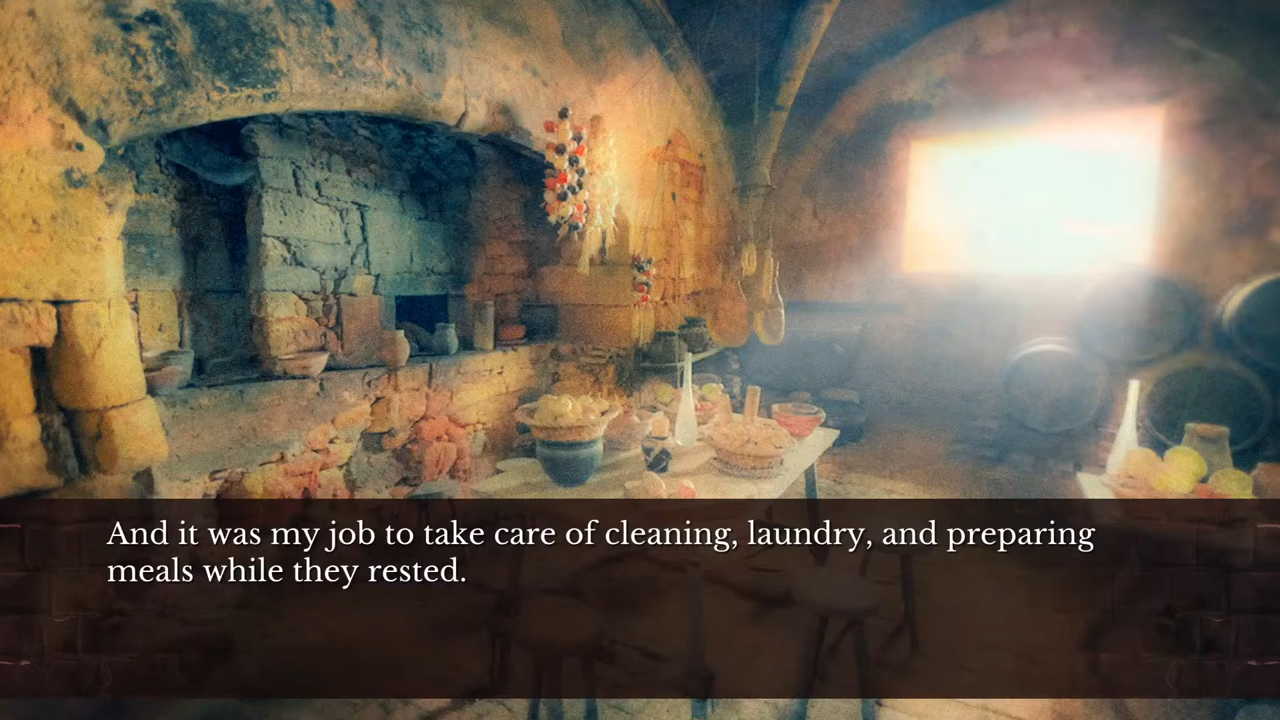 And it was my job to take care of cleaning, laundry, and preparing
meals while they rested.